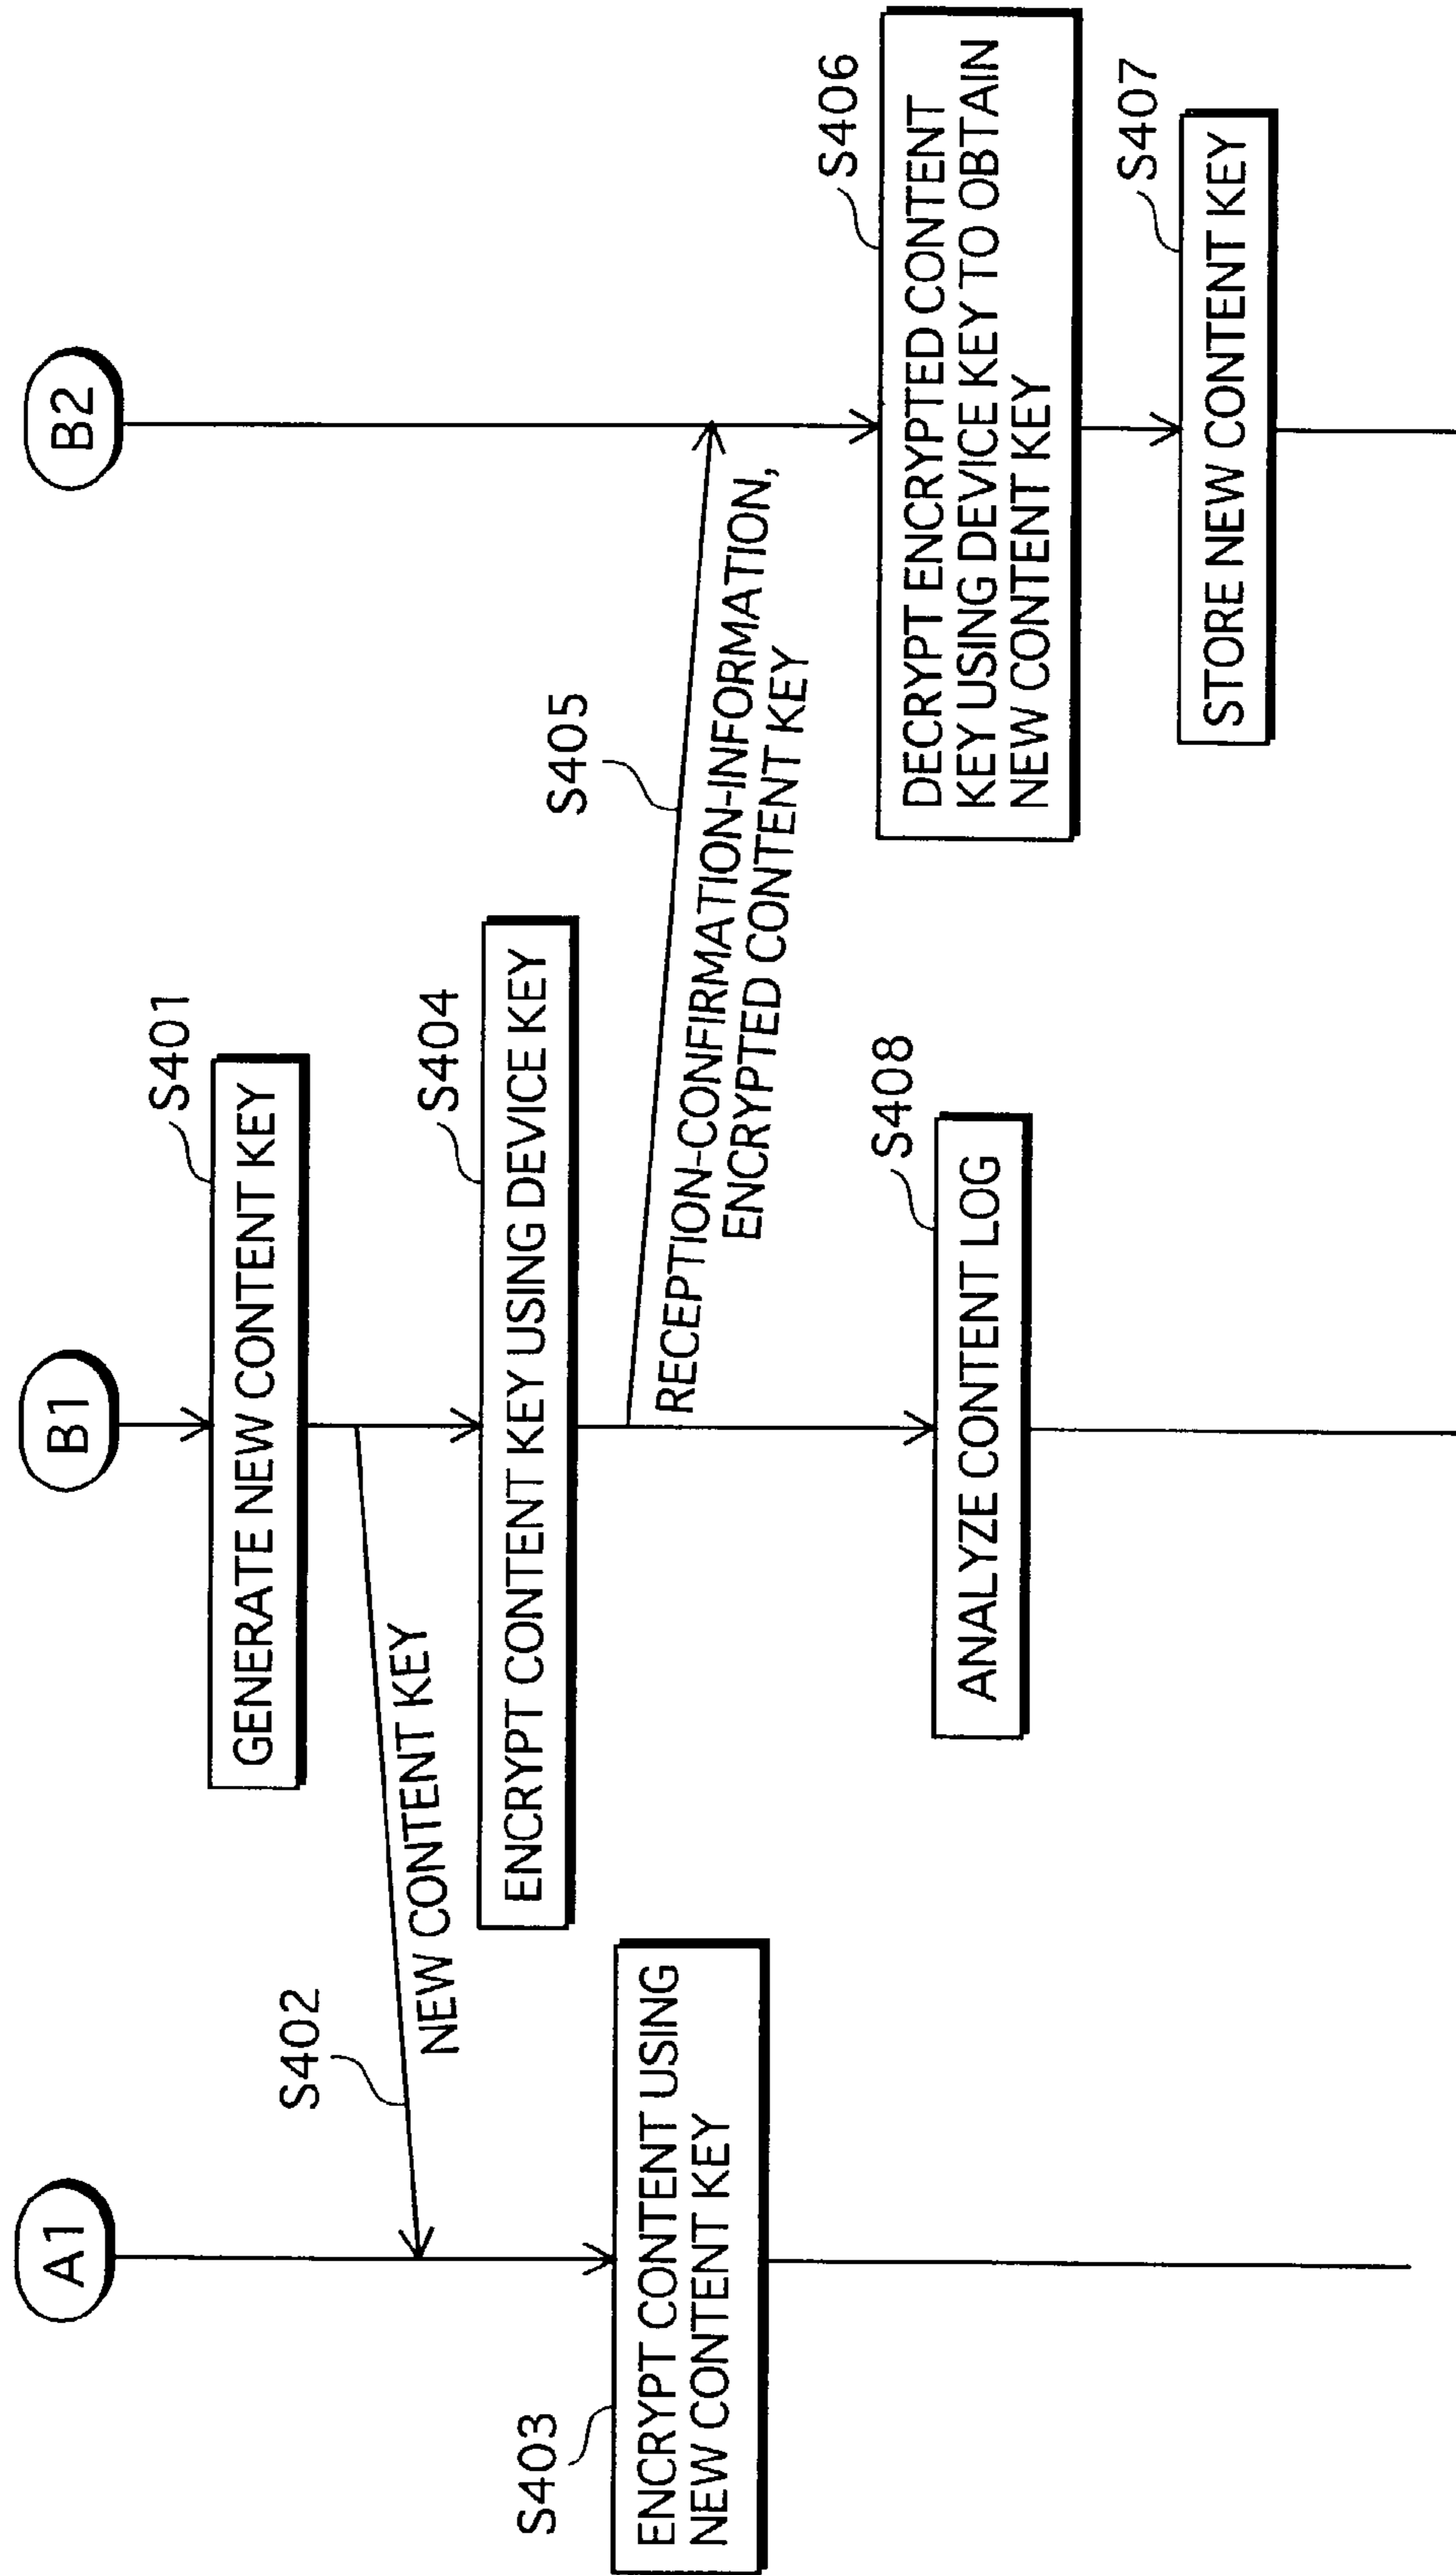 A1
B1
B2
S401
GENERATE NEW CONTENT KEY
S402
NEW CONTENT KEY
S403
ENCRYPT CONTENT USING
NEW CONTENT KEY
S404
ENCRYPT CONTENT KEY USING DEVICE KEY
S405
RECEPTION-CONFIRMATION-INFORMATION,
ENCRYPTED CONTENT KEY
S406
DECRYPT ENCRYPTED CONTENT
KEY USING DEVICE KEY TO OBTAIN
NEW CONTENT KEY
S407
STORE NEW CONTENT KEY
S408
ANALYZE CONTENT LOG